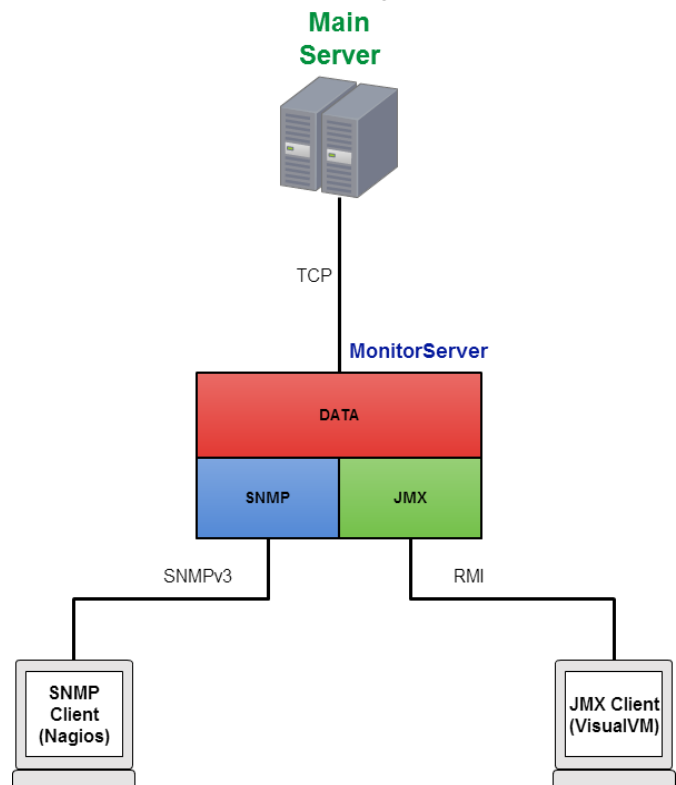 Main
Server
TCP
MonitorServer
DATA
SNMP
JMX
SNMPv3
RMI
SNMP
Client
(Nagios)
JMX Client
(VisualVM)